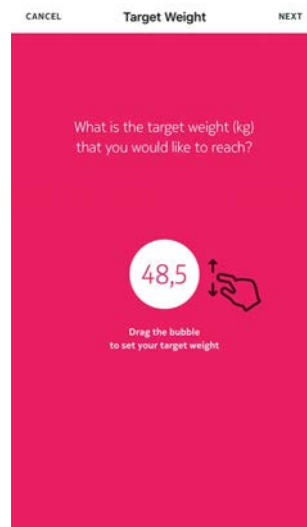 CANCEL Target Weight NEXT
What is the target weight (kg)
that you would like to reach?
48,5
Drag the bubble
to set your target weight